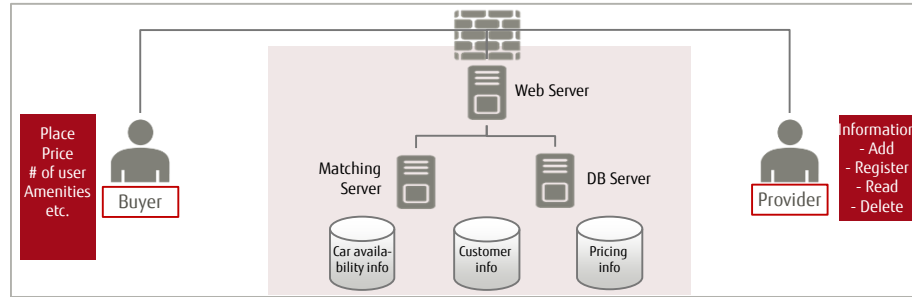 Web Server
Place
Price
# of user
Amenities
etc.
Buyer
Matching
Server
DB Server
Provider
Information
- Add
- Register
- Read
- Delete
Car availa-
bility info
Customer
info
Pricing
info